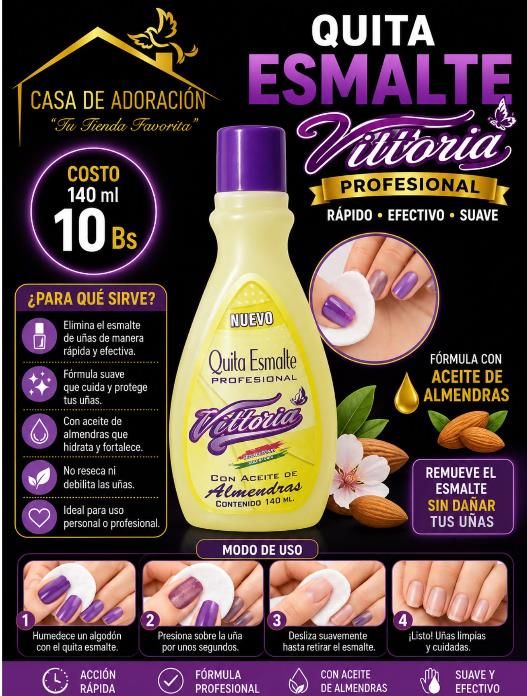 CASA DE ADORACIÓN
"Tu Tienda Favorita"
QUITA
ESMALTE
Vittoria
PROFESIONAL
RÁPIDO • EFECTIVO • SUAVE
COSTO
140 ml
10 Bs
¿PARA QUÉ SIRVE?
Elimina el esmalte
de uñas de manera
rápida y efectiva.
Fórmula suave
que cuida y protege
tus uñas.
Con aceite de
almendras que
hidrata y fortalece.
No reseca ni
debilita las uñas.
Ideal para uso
personal o profesional.
NUEVO
Quita Esmalte
PROFESIONAL
Vittoria
CON ACEITE DE
Almendras
CONTENIDO 140 ML.
FÓRMULA CON
ACEITE DE
ALMENDRAS
REMUEVE EL
ESMALTE
SIN DAÑAR
TUS UÑAS
MODO DE USO
1
Humedece un algodón
con el quita esmalte.
2
Presiona sobre la uña
por unos segundos.
3
Desliza suavemente
hasta retirar el esmalte.
4
¡Listo! Uñas limpias
y cuidadas.
ACCIÓN
RÁPIDA
FÓRMULA
PROFESIONAL
CON ACEITE
DE ALMENDRAS
SUAVE Y
EFECTIVO